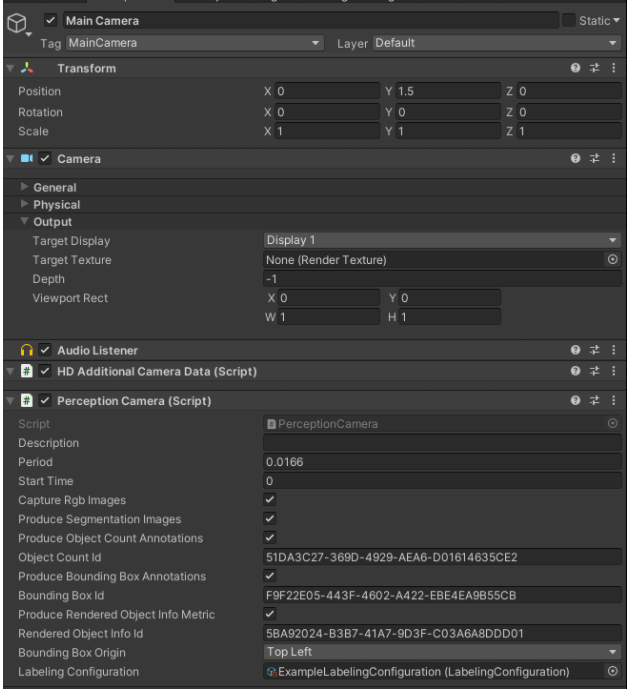 Main Camera Static
Tag MainCamera Layer Default
Transform
Position X 0 Y 1.5 Z 0
Rotation X 0 Y 0 Z 0
Scale X 1 Y 1 Z 1
Camera
General
Physical
Output
Target Display Display 1
Target Texture None (Render Texture)
Depth -1
Viewport Rect X 0 Y 0
W 1 H 1
Audio Listener
HD Additional Camera Data (Script)
# Perception Camera (Script)
Script PerceptionCamera
Description
Period 0.0166
Start Time 0
Capture Rgb Images
Produce Segmentation Images
Produce Object Count Annotations
Object Count Id 51DA3C27-369D-4929-AEA6-D01614635CE2
Produce Bounding Box Annotations
Bounding Box Id F9F22E05-443F-4602-A422-EBE4EA9B55CB
Produce Rendered Object Info Metric
Rendered Object Info Id 5BA92024-B3B7-41A7-9D3F-C03A6A8DDD01
Bounding Box Origin Top Left
Labeling Configuration ExampleLabelingConfiguration (LabelingConfiguration)